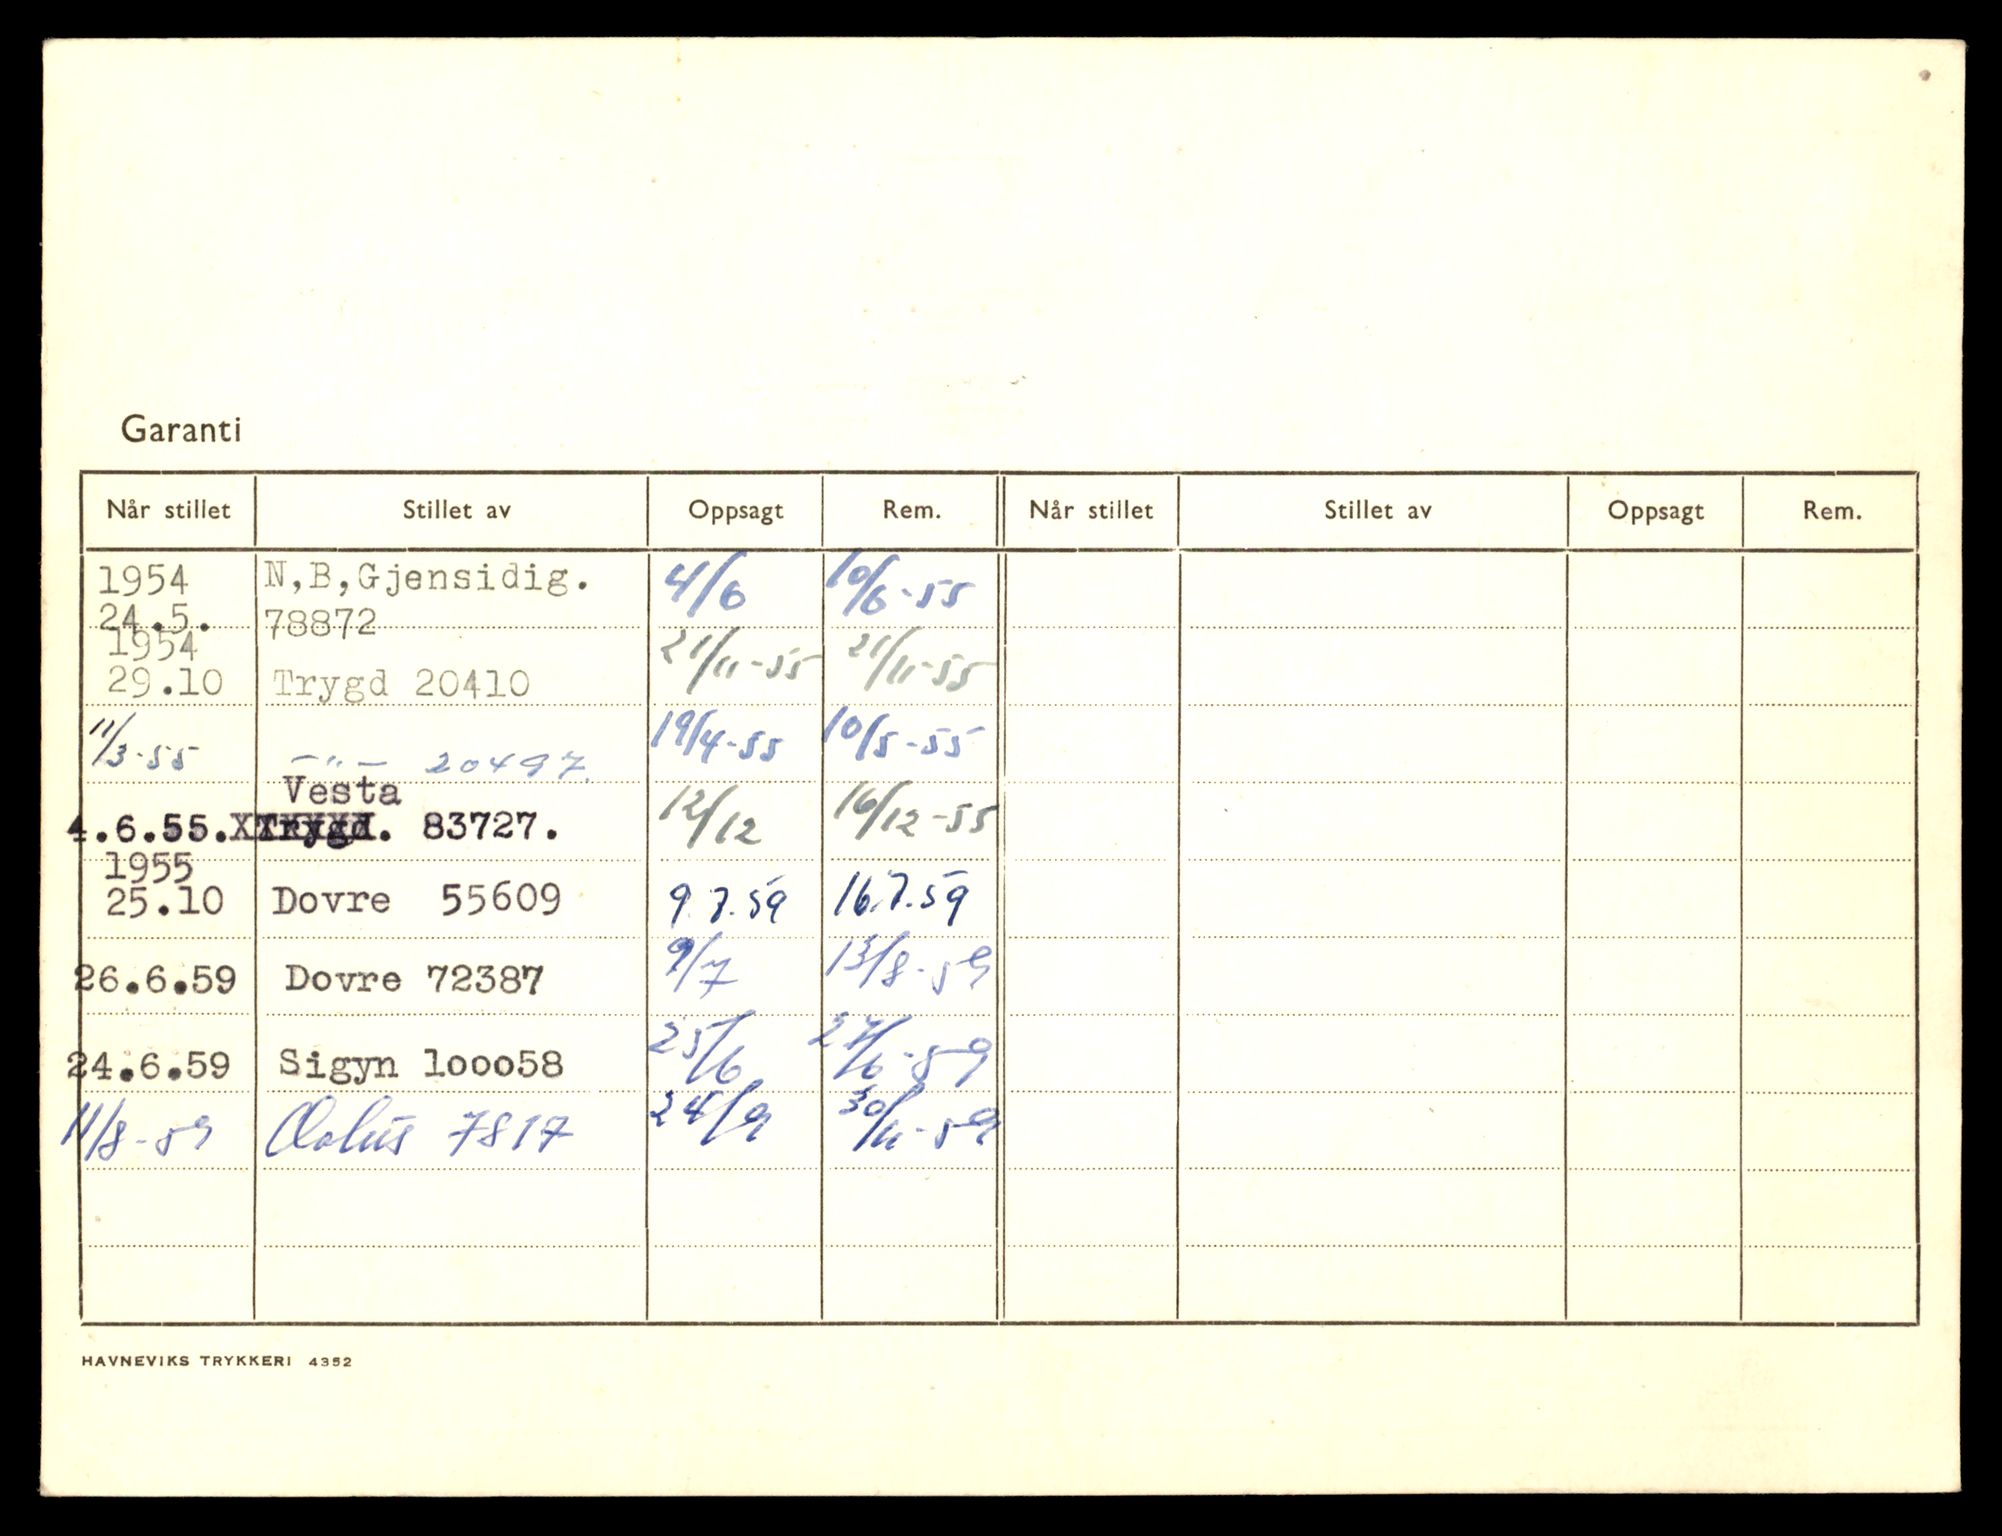 Garanti
Når stillet Stillet av Oppsagt Rem. Når stillet Stillet av Oppsagt Rem.
1954 N,B,Gjensidig. 4/6 10/6-55
24.5. 78872
1954 21/11-55 21/11-55
29.10 Trygd 20410
11/3-55 -"- 20497. 19/4-55 10/5-55
Vesta
4.6.55. Trygd. 83727. 12/12 16/12-55
1955
25.10 Dovre 55609 9.7.59 16.7.59
26.6.59 Dovre 72387 9/7 13/8-59
24.6.59 Sigyn looo58 25/6 27/6-59
11/8-59 Æolus 7817 24/9 30/11-59
HAVNEVIKS TRYKKERI 4352